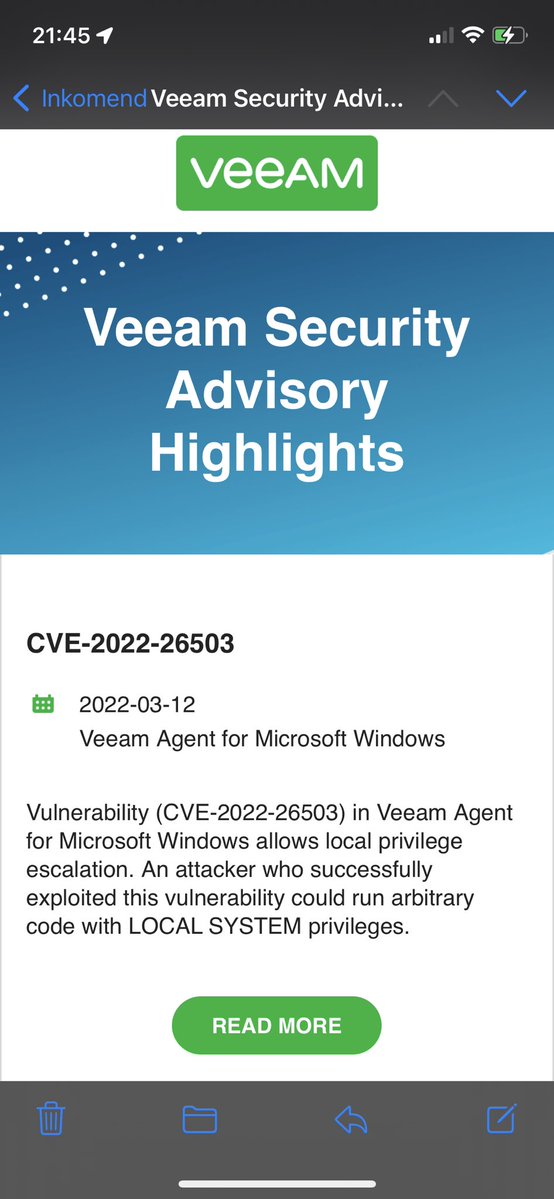 21:45
Inkomend Veeam Security Advi...
veeAM
Veeam Security
Advisory
Highlights
CVE-2022-26503
2022-03-12
Veeam Agent for Microsoft Windows
Vulnerability (CVE-2022-26503) in Veeam Agent
for Microsoft Windows allows local privilege
escalation. An attacker who successfully
exploited this vulnerability could run arbitrary
code with LOCAL SYSTEM privileges.
READ MORE